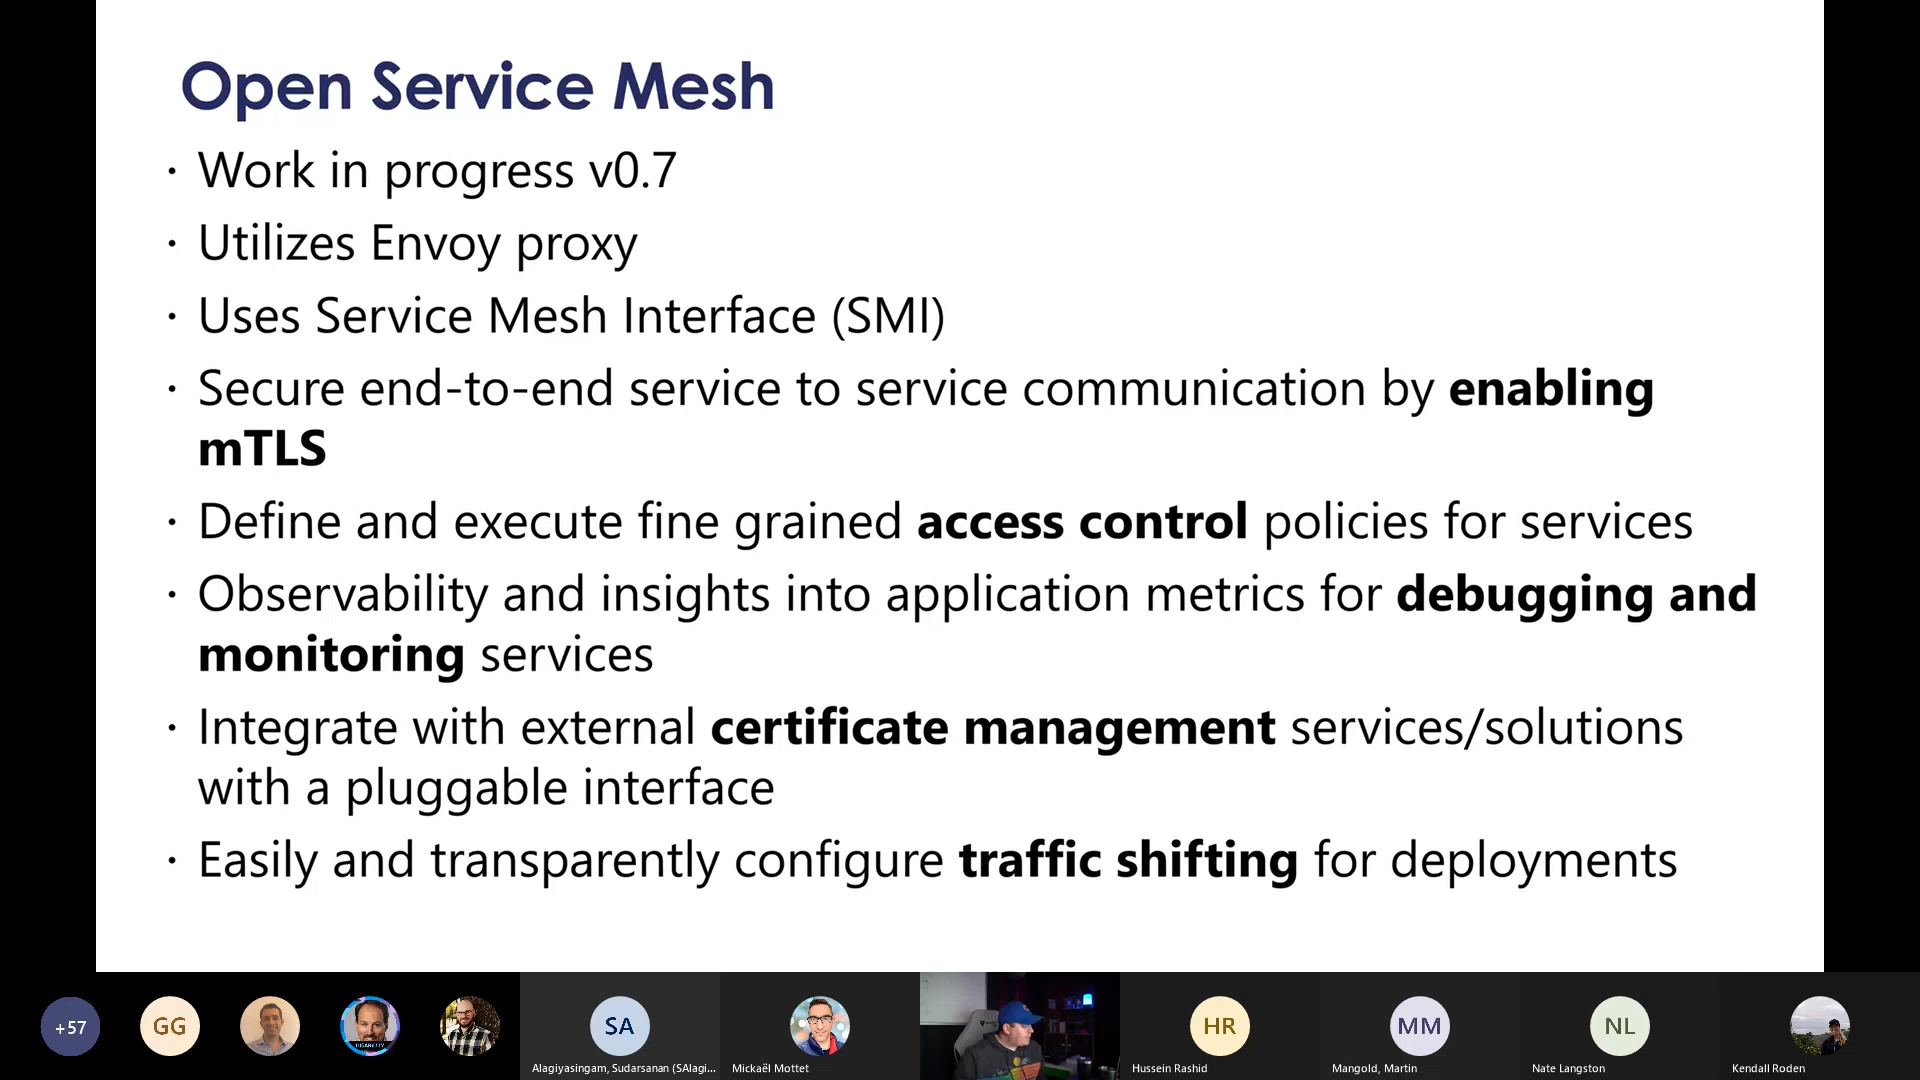 Open Service Mesh
· Work in progress v0.7
· Utilizes Envoy proxy
· Uses Service Mesh Interface (SMI)
· Secure end-to-end service to service communication by enabling
mTLS
· Define and execute fine grained access control policies for services
· Observability and insights into application metrics for debugging and
monitoring services
· Integrate with external certificate management services/solutions
with a pluggable interface
· Easily and transparently configure traffic shifting for deployments
+57
GG
SA
HR
MM
NL
Alagiyasingam, Sudarsanan (SAlagi...
Mickaël Mottet
Hussein Rashid
Mangold, Martin
Nate Langston
Kendall Roden